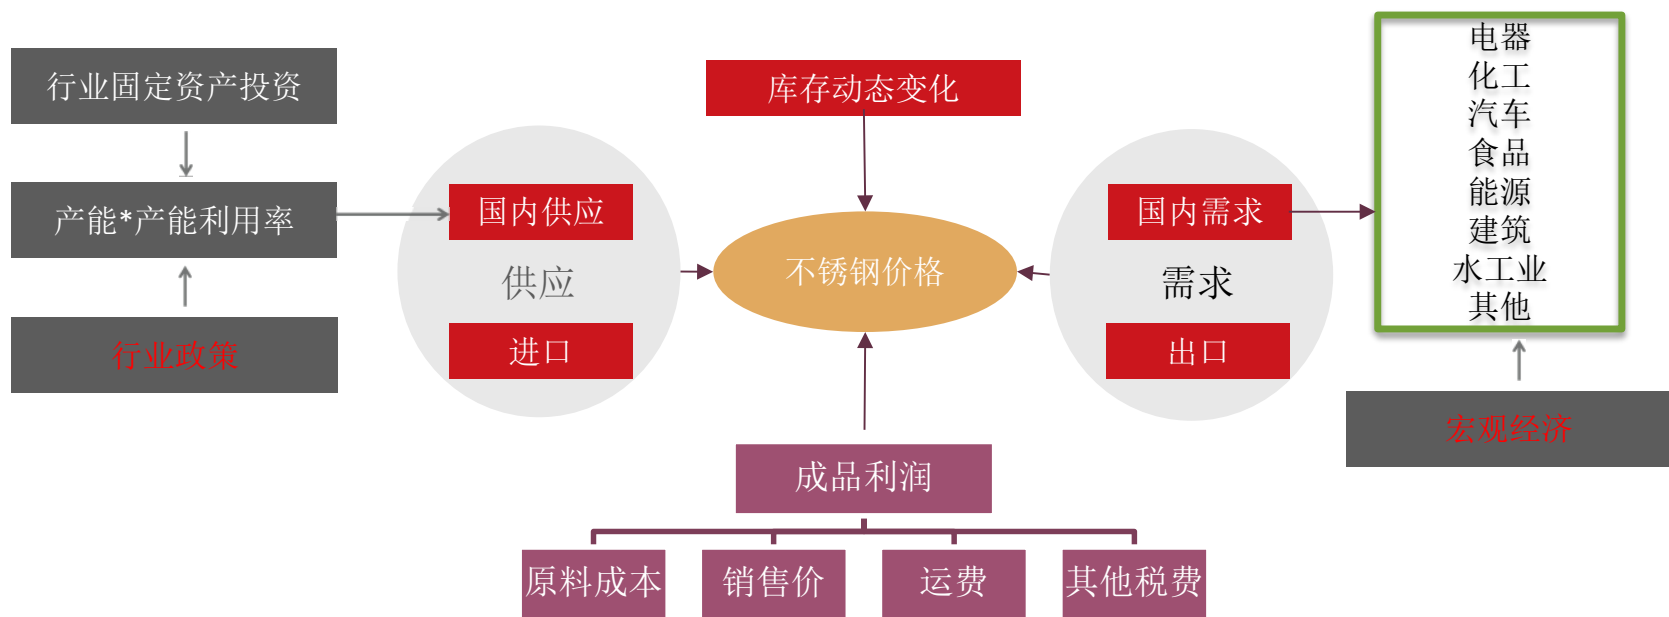 行业固定资产投资
产能*产能利用率
行业政策
国内供应
供应
进口
库存动态变化
不锈钢价格
国内需求
需求
出口
电器
化工
汽车
食品
能源
建筑
水工业
其他
宏观经济
成品利润
原料成本
销售价
运费
其他税费